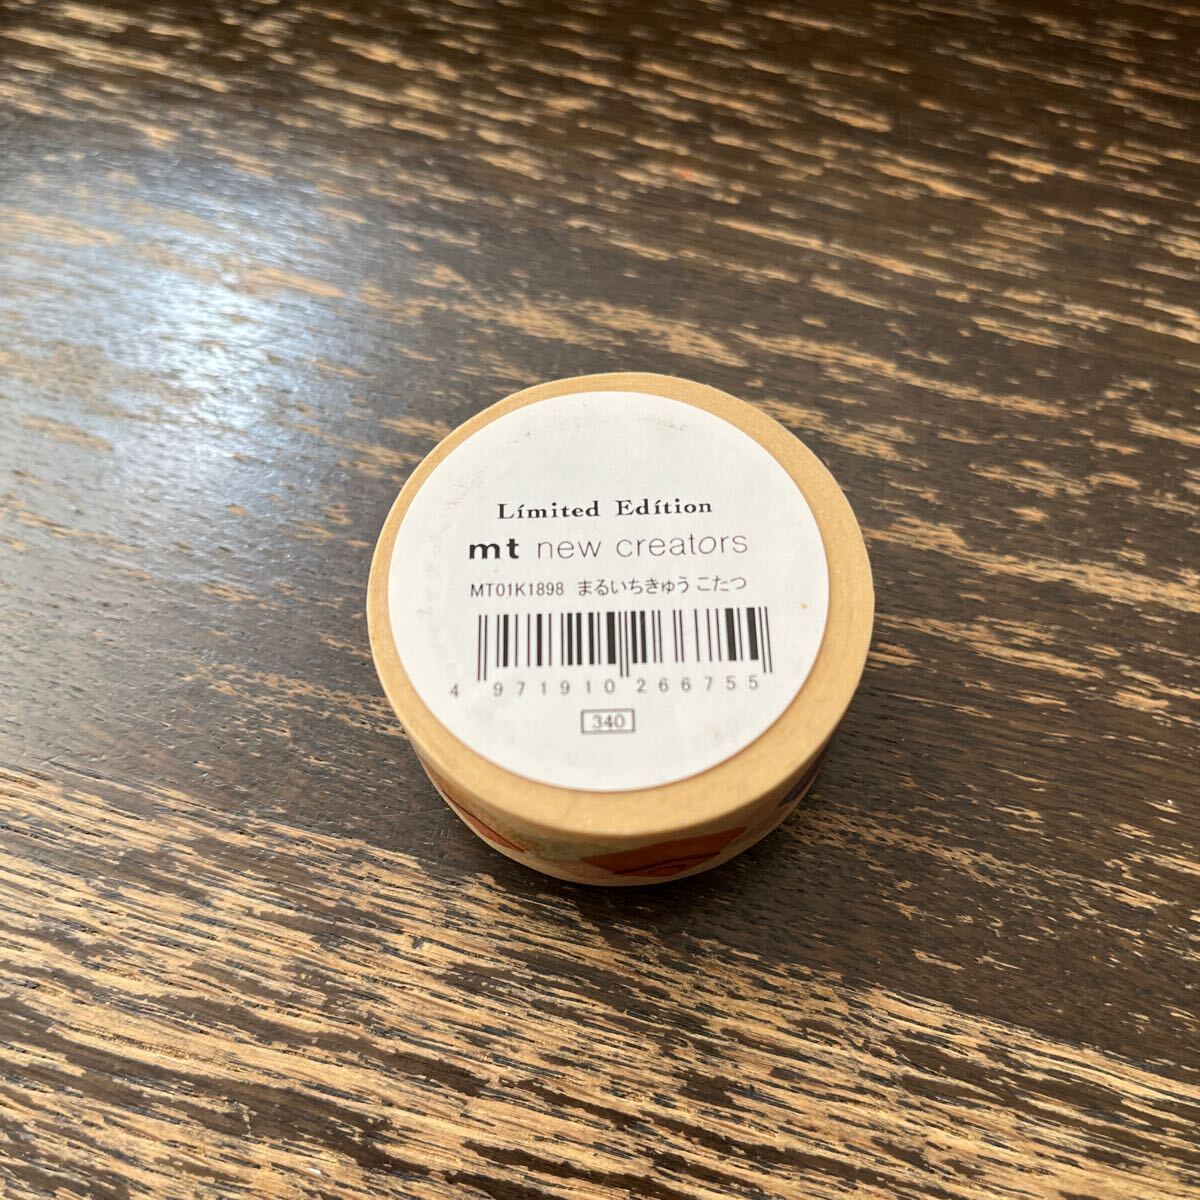 Limited Edition
mt new creators
MT01K1898 まるいちきゅう こたつ
4 971910 266755
340